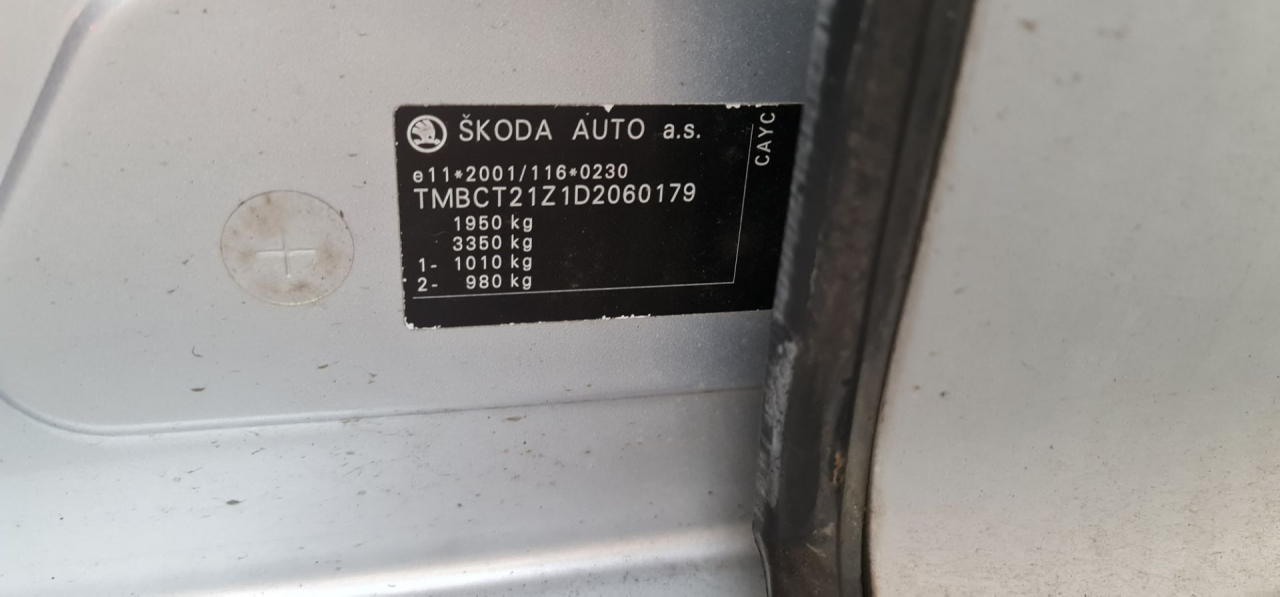 ŠKODA AUTO a.s.
e11*2001/116*0230
TMBCT21Z1D2060179
1950 kg
3350 kg
1- 1010 kg
2- 980 kg
CAYC